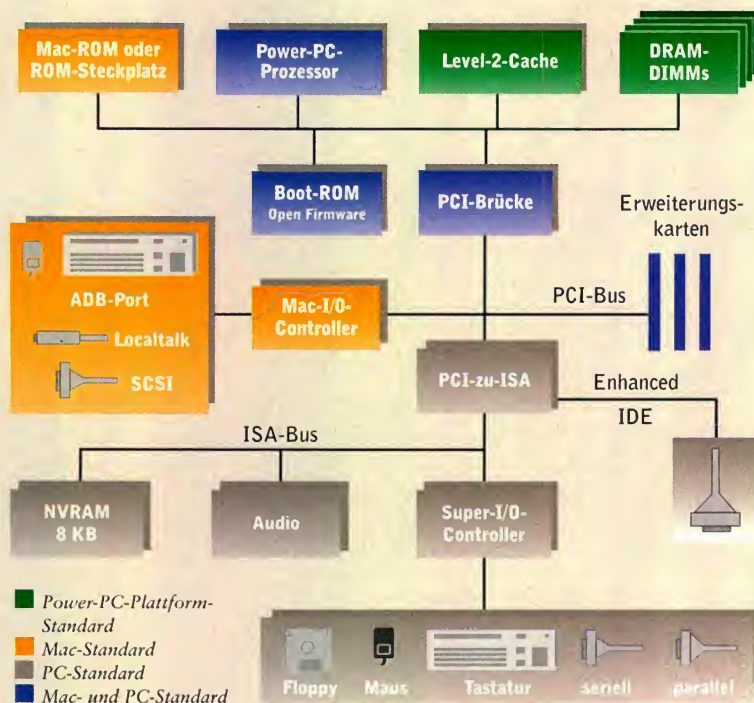 Mac-ROM oder
ROM-Steckplatz
Power-PC-
Prozessor
Level-2-Cache
DRAM-
DIMMs
Boot-ROM
Open Firmware
PCI-Brücke
Erweiterungs-
karten
ADB-Port
Localtalk
SCSI
Mac-I/O-
Controller
PCI-Bus
PCI-zu-ISA
Enhanced
IDE
ISA-Bus
NVRAM
8 KB
Audio
Super-I/O-
Controller
Power-PC-Plattform-
Standard
Mac-Standard
PC-Standard
Mac- und PC-Standard
Floppy
Maus
Tastatur
seriell
parallel